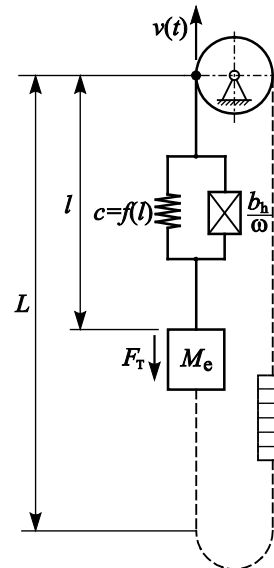 v(t)
l
c=f(l)
b_h
ω
L
F_T
M_e